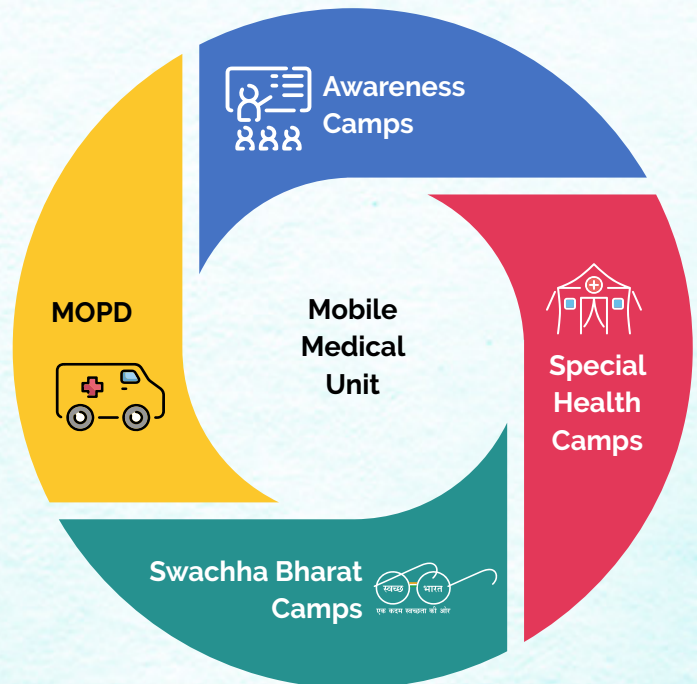 Awareness
Camps
MOPD
Mobile
Medical
Unit
Special
Health
Camps
Swachha Bharat
Camps
स्वच्छ भारत
एक कदम स्वच्छता की ओर